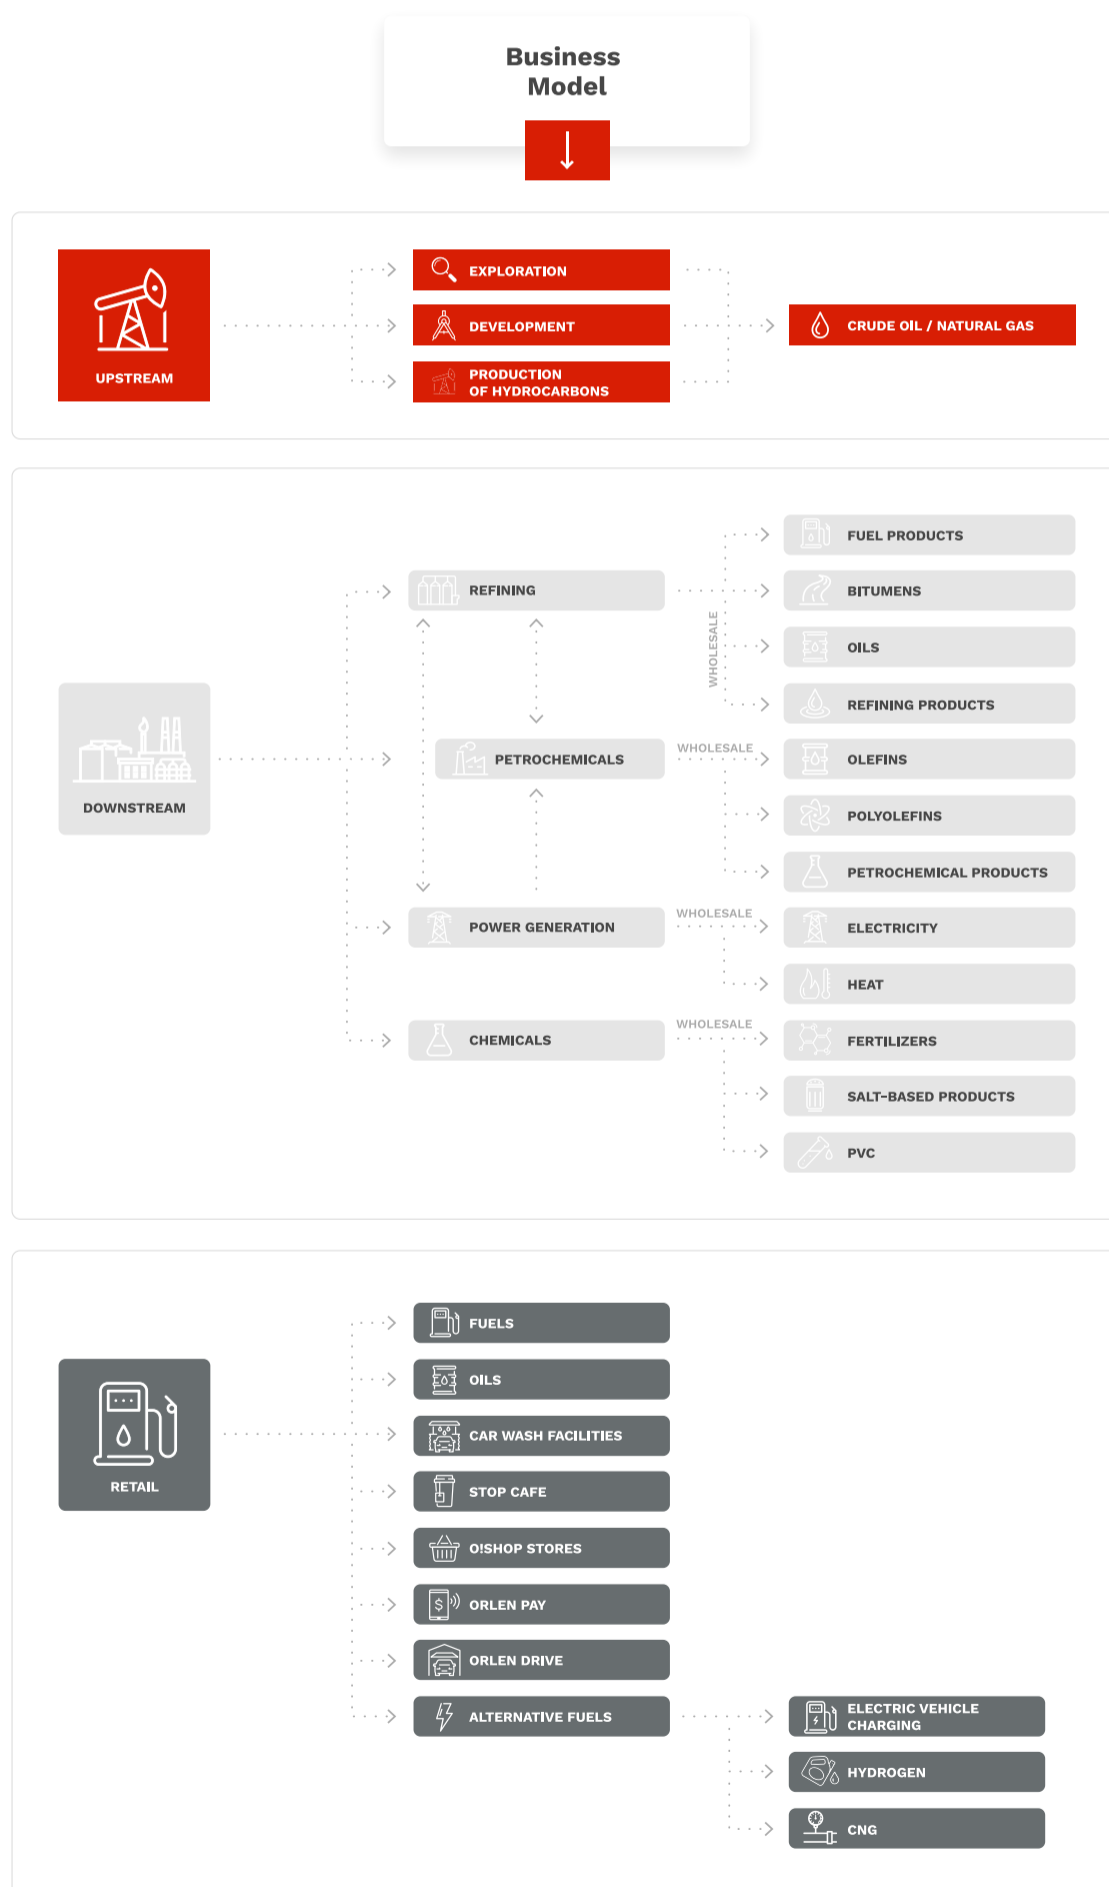 Business
Model
UPSTREAM
EXPLORATION
DEVELOPMENT
PRODUCTION
OF HYDROCARBONS
CRUDE OIL / NATURAL GAS
DOWNSTREAM
REFINING
WHOLESALE
FUEL PRODUCTS
BITUMENS
OILS
REFINING PRODUCTS
PETROCHEMICALS
WHOLESALE
OLEFINS
POLYOLEFINS
PETROCHEMICAL PRODUCTS
POWER GENERATION
WHOLESALE
ELECTRICITY
HEAT
CHEMICALS
WHOLESALE
FERTILIZERS
SALT-BASED PRODUCTS
PVC
RETAIL
FUELS
OILS
CAR WASH FACILITIES
STOP CAFE
O!SHOP STORES
ORLEN PAY
ORLEN DRIVE
ALTERNATIVE FUELS
ELECTRIC VEHICLE
CHARGING
HYDROGEN
CNG